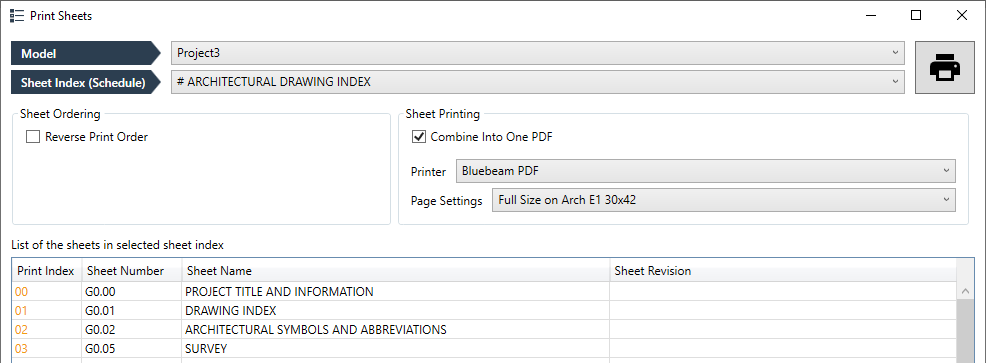 Print Sheets
Model
Project3
Sheet Index (Schedule)
# ARCHITECTURAL DRAWING INDEX
Sheet Ordering
Reverse Print Order
Sheet Printing
Combine Into One PDF
Printer
Bluebeam PDF
Page Settings
Full Size on Arch E1 30x42
List of the sheets in selected sheet index
Print Index Sheet Number Sheet Name Sheet Revision
00 G0.00 PROJECT TITLE AND INFORMATION
01 G0.01 DRAWING INDEX
02 G0.02 ARCHITECTURAL SYMBOLS AND ABBREVIATIONS
03 G0.05 SURVEY